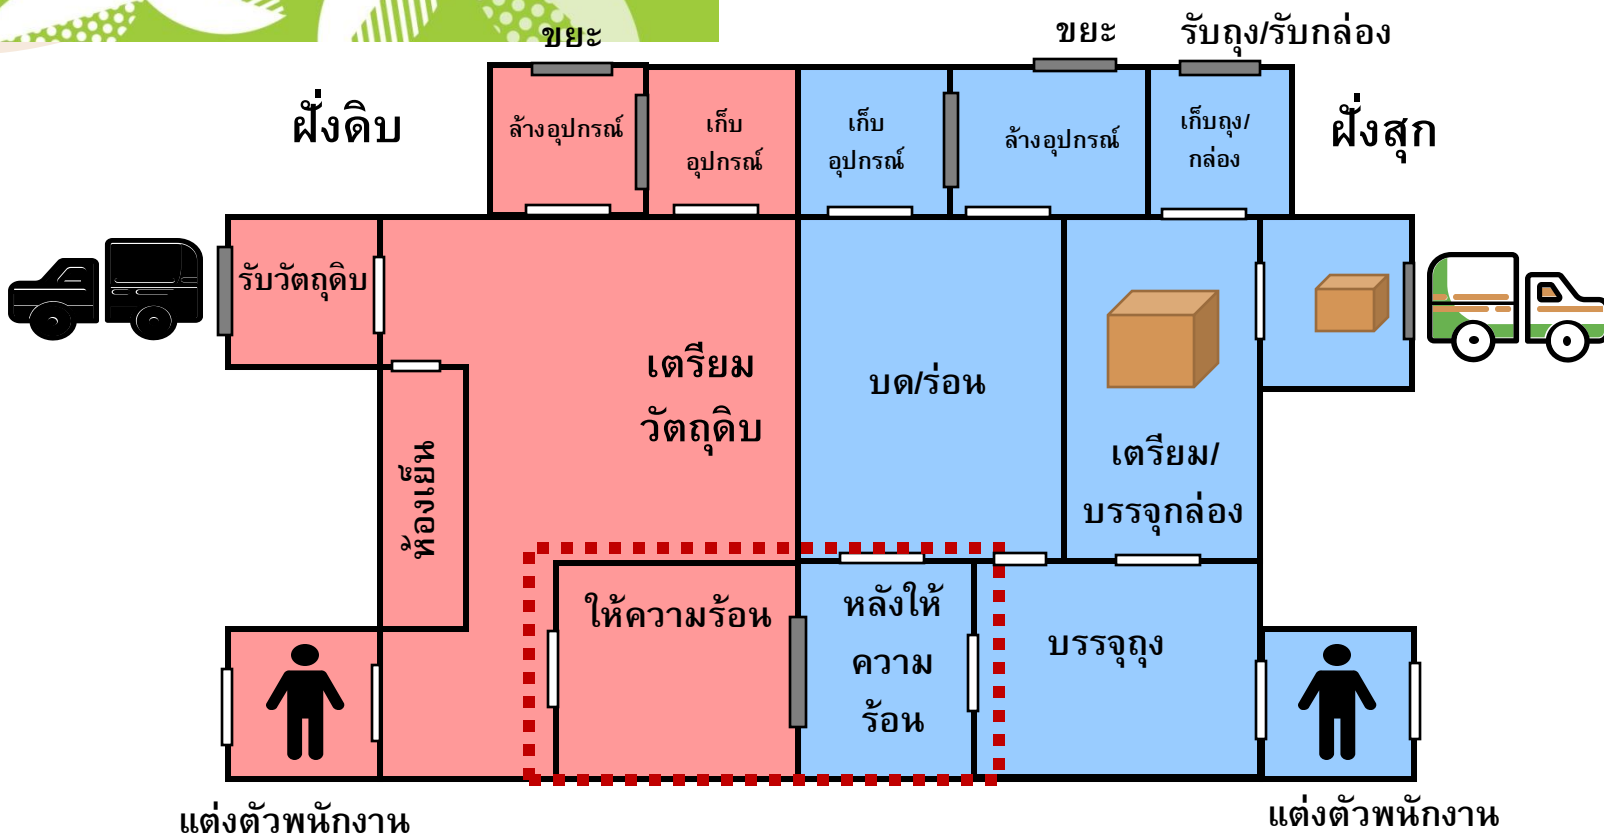 ขยะ
ขยะ
รับถุง/รับกล่อง
ฝั่งดิบ
ล้างอุปกรณ์
เก็บ
อุปกรณ์
เก็บ
อุปกรณ์
ล้างอุปกรณ์
เก็บถุง/
กล่อง
ฝั่งสุก
รับวัตถุดิบ
เตรียม
วัตถุดิบ
บด/ร่อน
เตรียม/
บรรจุกล่อง
ห้องเย็น
ให้ความร้อน
หลังให้
ความ
ร้อน
บรรจุถุง
แต่งตัวพนักงาน
แต่งตัวพนักงาน